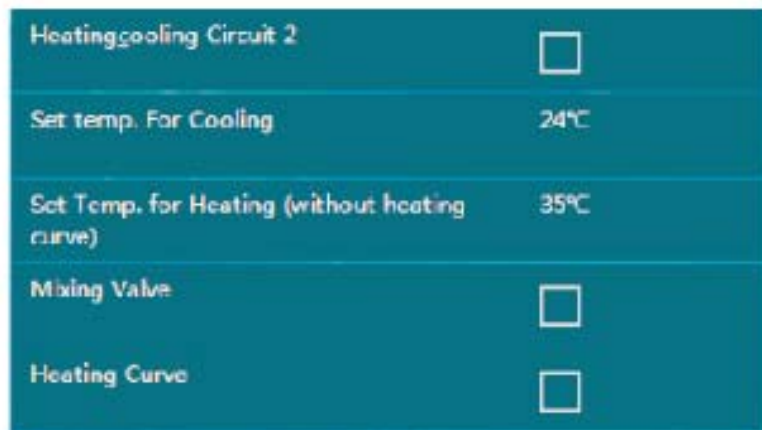 Heatingcooling Circuit 2
Set temp. For Cooling 24℃
Set Temp. for Heating (without heating 35℃
curve)
Mixing Valve
Heating Curve